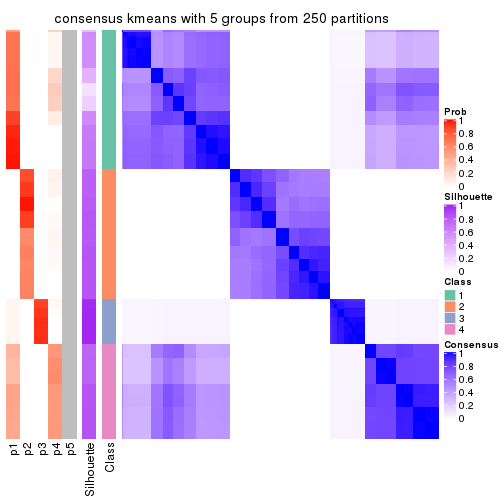 consensus kmeans with 5 groups from 250 partitions
Prob
1
0.8
0.6
0.4
0.2
0
Silhouette
1
0.8
0.6
0.4
0.2
0
Class
1
2
3
4
Consensus
1
0.8
0.6
0.4
0.2
0
p1
p2
p3
p4
p5
Silhouette
Class